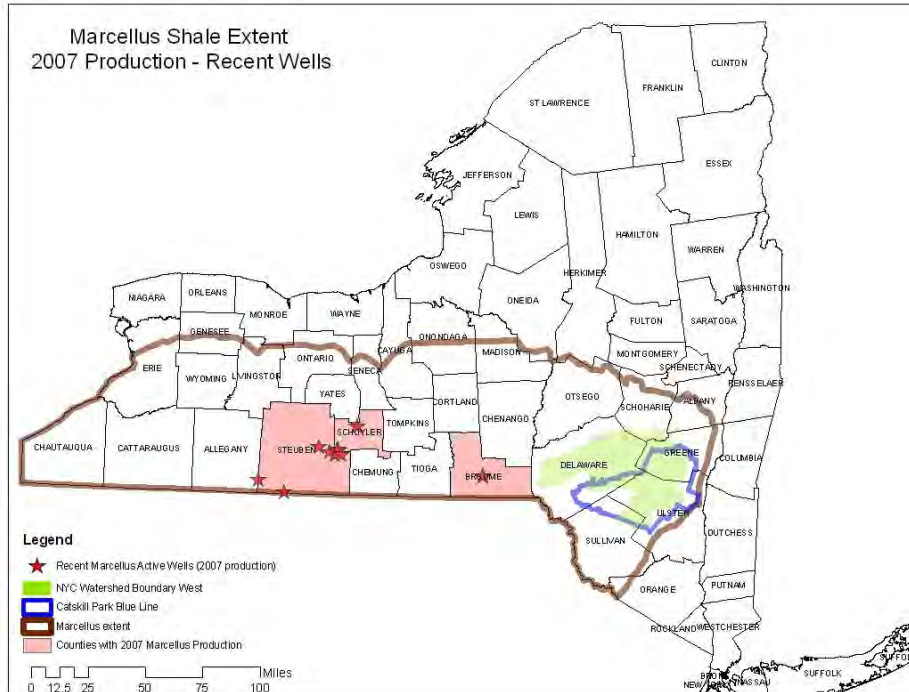 Marcellus Shale Extent
2007 Production - Recent Wells
CLINTON
FRANKLIN
ST LAWRENCE
ESSEX
JEFFERSON
LEWIS
HAMILTON
WARREN
OSWEGO
HERKIMER
WASHINGTON
ONEIDA
NIAGARA
ORLEANS
MONROE
WAYNE
FULTON
SARATOGA
GENESEE
ONONDAGA
CAYUGA
MADISON
MONTGOMERY
SCHENECTADY
ERIE
ONTARIO
SENECA
RENSSELAER
WYOMING
LIVINGSTON
YATES
OTSEGO
SCHOHARIE
ALBANY
CORTLAND
CHENANGO
TOMPKINS
SCHUYLER
CHAUTAUQUA
CATTARAUGUS
ALLEGANY
STEUBEN
CHEMUNG
TIOGA
BROOME
DELAWARE
GREENE
COLUMBIA
ULSTER
SULLIVAN
DUTCHESS
ORANGE
PUTNAM
ROCKLAND
WESTCHESTER
NASSAU
SUFFOLK
Legend
Recent Marcellus Active Wells (2007 production)
NYC Watershed Boundary West
Catskill Park Blue Line
Marcellus extent
Counties with 2007 Marcellus Production
Miles
0 12.5 25 50 75 100